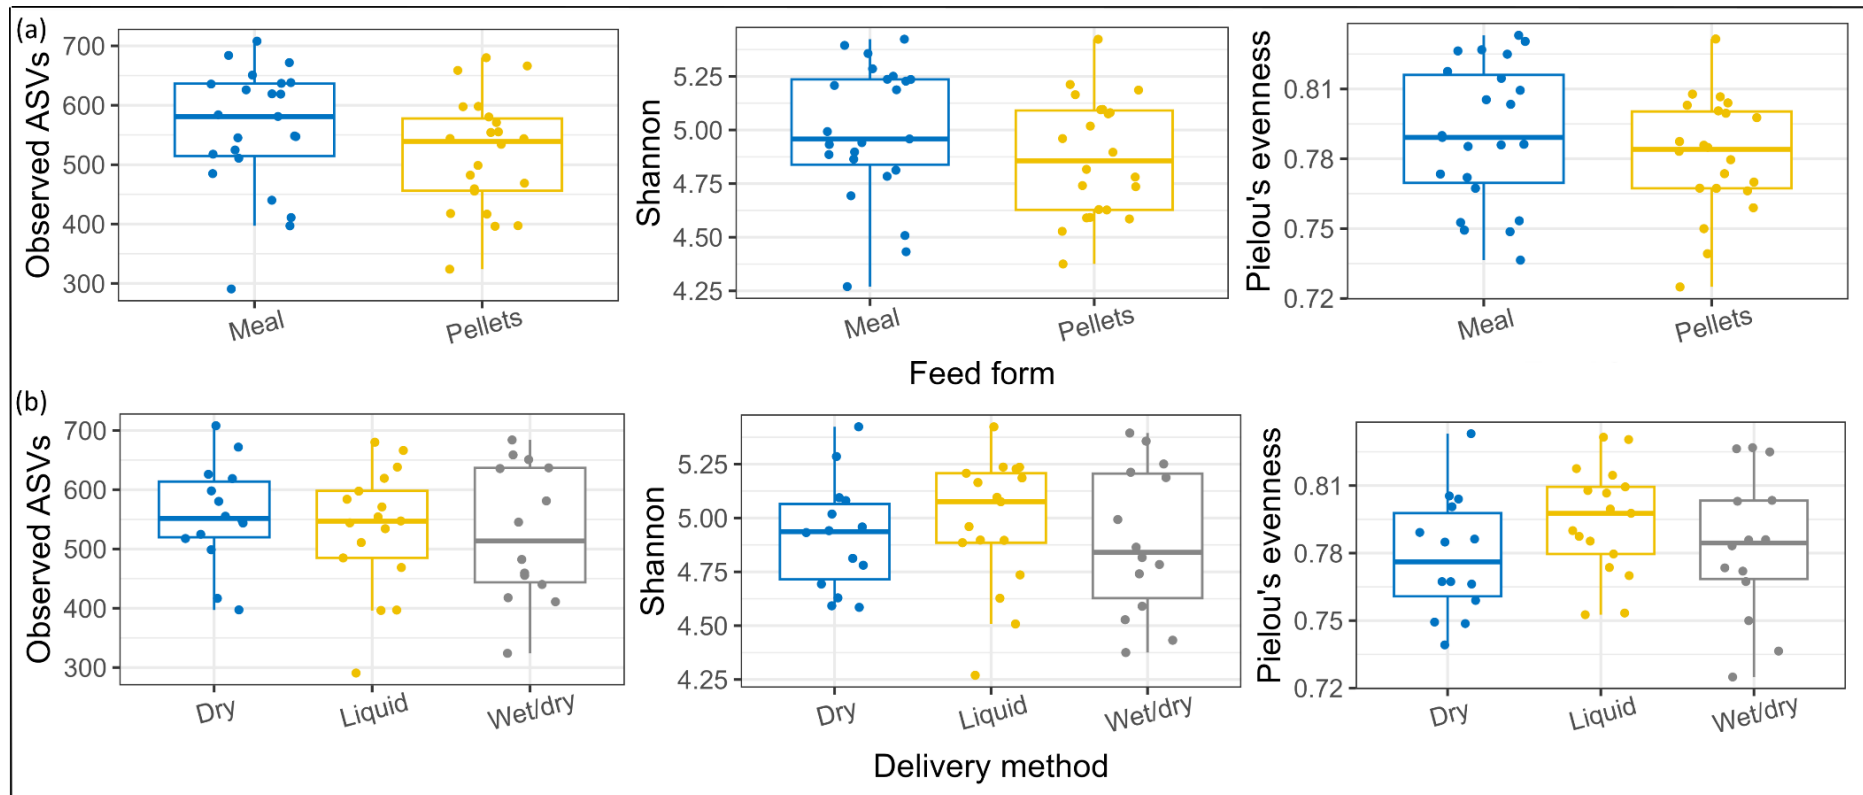 (a)
Observed ASVs
700
600
500
400
300
Meal
Pellets
Shannon
5.25
5.00
4.75
4.50
4.25
Meal
Pellets
Pielou's evenness
0.81
0.78
0.75
0.72
Meal
Pellets
Feed form
(b)
Observed ASVs
700
600
500
400
300
Dry
Liquid
Wet/dry
Shannon
5.25
5.00
4.75
4.50
4.25
Dry
Liquid
Wet/dry
Pielou's evenness
0.81
0.78
0.75
0.72
Dry
Liquid
Wet/dry
Delivery method